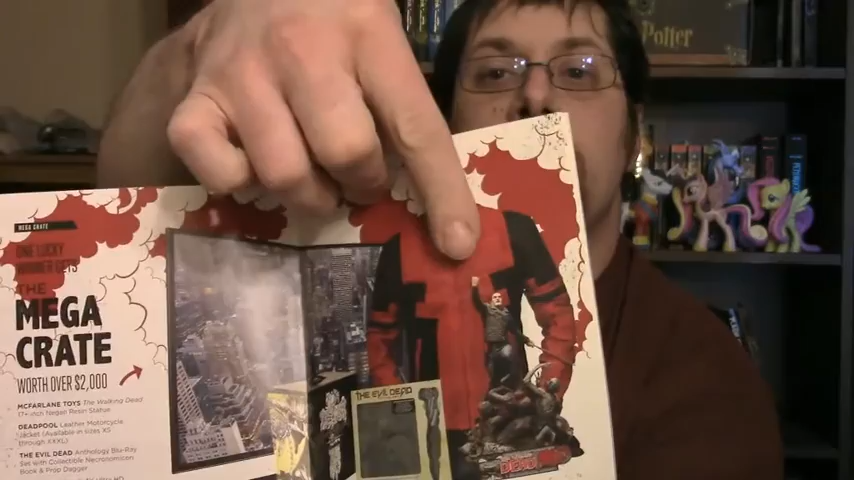 Potter
MEGA CRATE
ONE LUCKY
WINNER GETS
THE
MEGA
CRATE
WORTH OVER $2,000
MCFARLANE TOYS The Walking Dead
17+-inch Negan Resin Statue
DEADPOOL Leather Motorcycle
Jacket (Available in sizes XS
through XXXL)
THE EVIL DEAD Anthology Blu-Ray
Set with Collectible Necronomicon
Book & Prop Dagger
THE EVIL DEAD